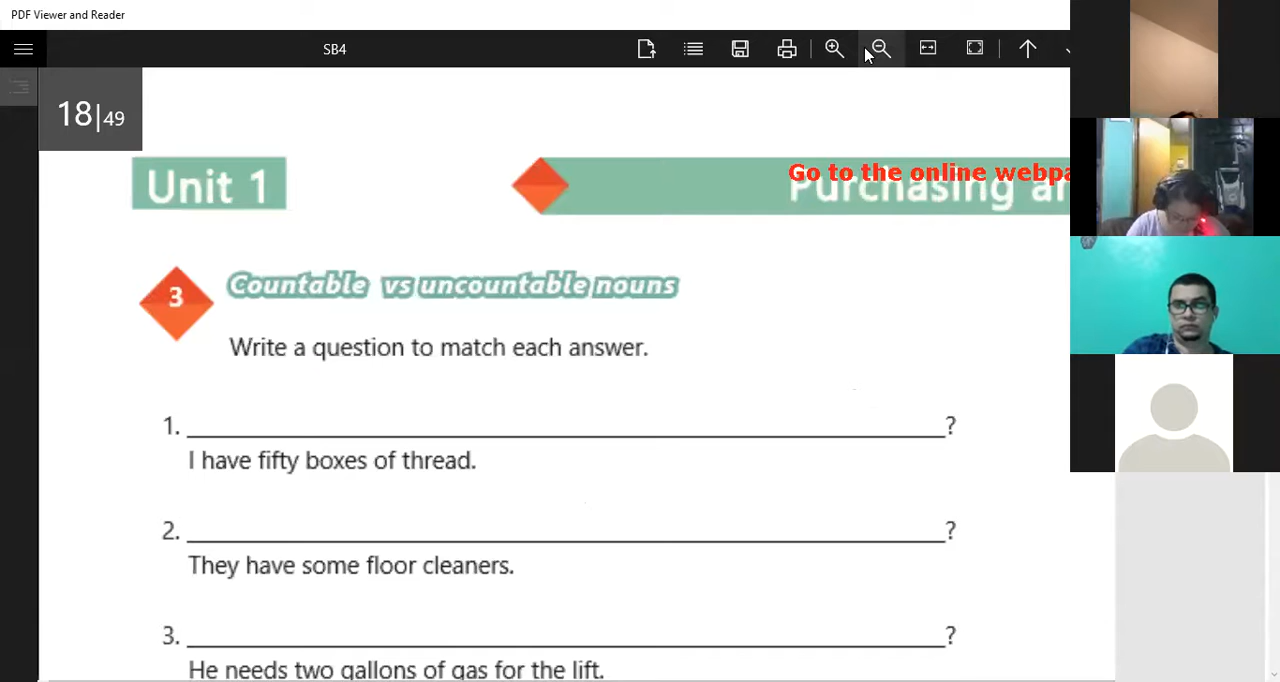 PDF Viewer and Reader
SB4
18|49
Unit 1
Go to the online
Purchasing
3
Countable vs uncountable nouns
Write a question to match each answer.
1. ?
I have fifty boxes of thread.
2. ?
They have some floor cleaners.
3. ?
He needs two gallons of gas for the lift.